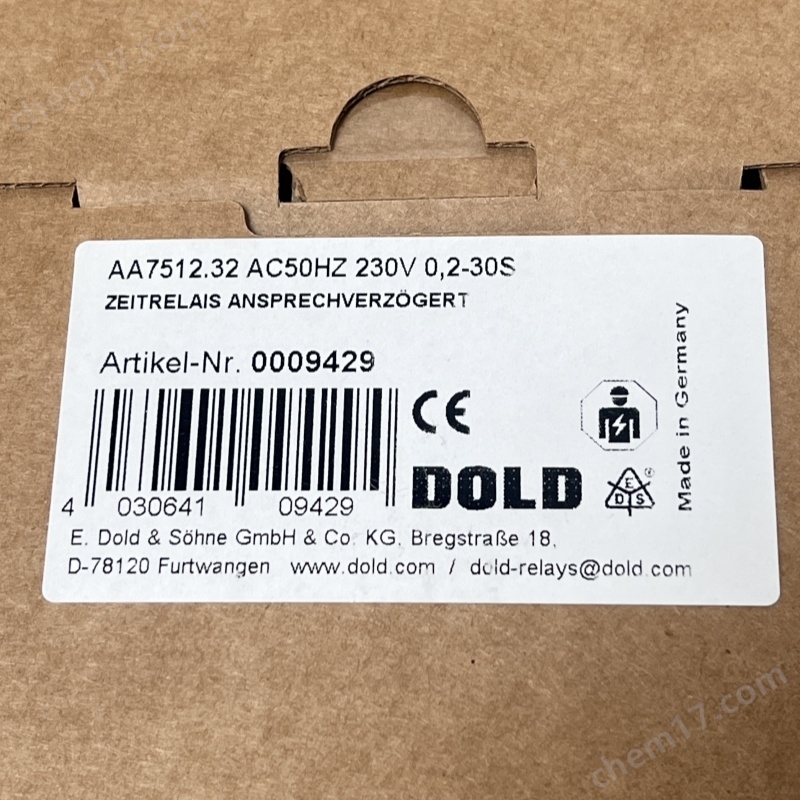 AA7512.32 AC50HZ 230V 0,2-30S
ZEITRELAIS ANSPRECHVERZÖGERT
Artikel-Nr. 0009429
CE
Made in Germany
DOLD
E
D S
®
4 030641 09429
E. Dold & Söhne GmbH & Co. KG, Bregstraße 18,
D-78120 Furtwangen www.dold.com / dold-relays@dold.com
chem17.com
chem17.com